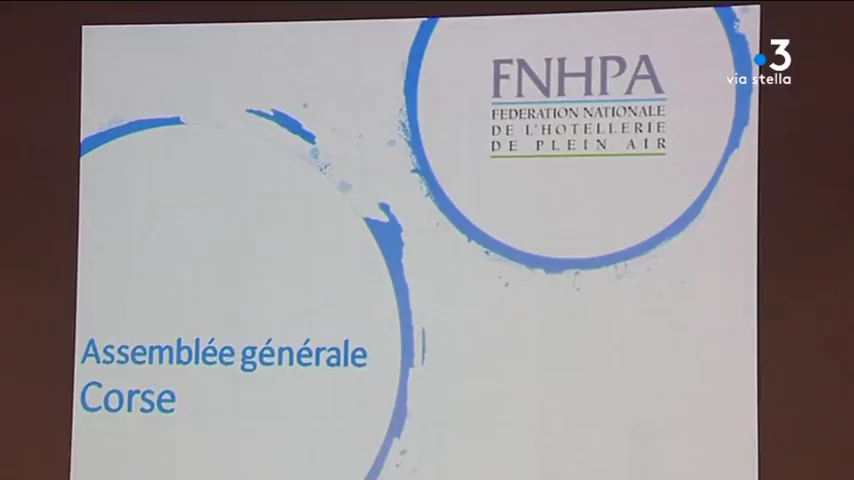 3
via stella
FNHPA
FEDERATION NATIONALE
DE L'HOTELLERIE
DE PLEIN AIR
Assemblée générale
Corse